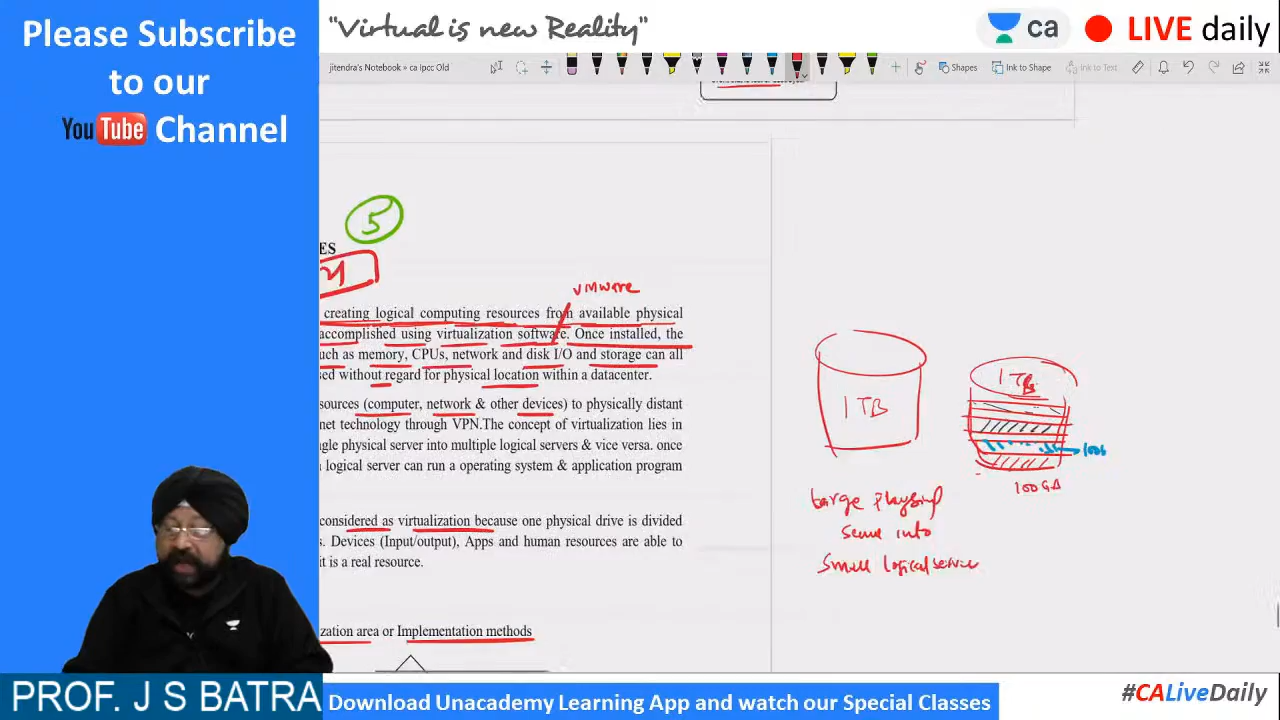 Please Subscribe
to our
YouTube Channel
"Virtual is new Reality"
ca LIVE daily
jitendra's Notebook » ca Ipcc Old
Shapes Ink to Shape Ink to Text
5
ES
VMware
creating logical computing resources from available physical
accomplished using virtualization software. Once installed, the
uch as memory, CPUs, network and disk I/O and storage can all
ed without regard for physical location within a datacenter.
sources (computer, network & other devices) to physically distant
net technology through VPN.The concept of virtualization lies in
gle physical server into multiple logical servers & vice versa. once
logical server can run a operating system & application program
considered as virtualization because one physical drive is divided
s. Devices (Input/output), Apps and human resources are able to
it is a real resource.
zation area or Implementation methods
1 TB
1 TB
100GB
Large physical
into
small logical server
PROF. J S BATRA
Download Unacademy Learning App and watch our Special Classes
#CALiveDaily